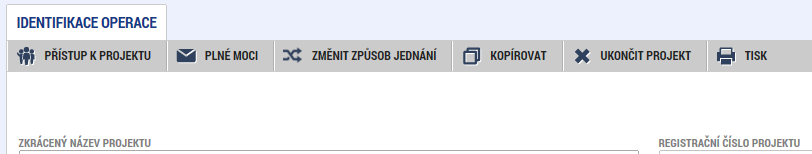 IDENTIFIKACE OPERACE
PŘÍSTUP K PROJEKTU PLNÉ MOCI ZMĚNIT ZPŮSOB JEDNÁNÍ KOPÍROVAT UKONČIT PROJEKT TISK
ZKRÁCENÝ NÁZEV PROJEKTU REGISTRAČNÍ ČÍSLO PROJEKTU